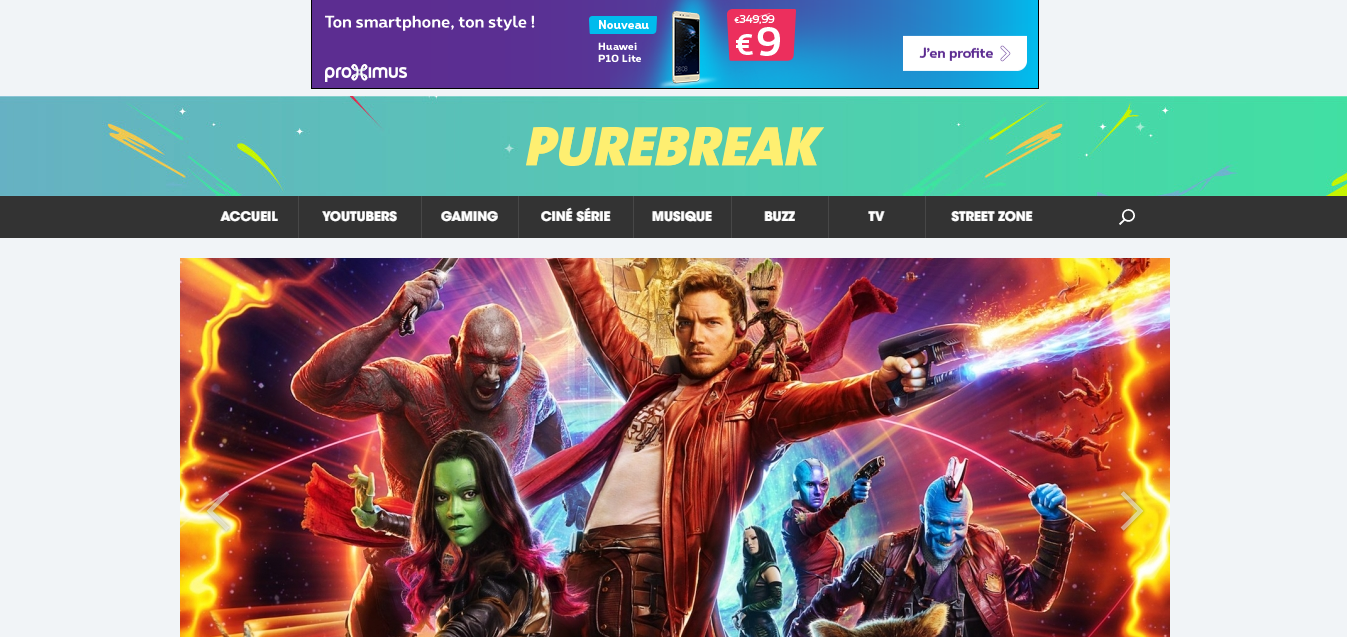 Ton smartphone, ton style !
Nouveau
Huawei
P10 Lite
€349,99
€9
J'en profite
proximus
PUREBREAK
ACCUEIL YOUTUBERS GAMING CINÉ SÉRIE MUSIQUE BUZZ TV STREET ZONE